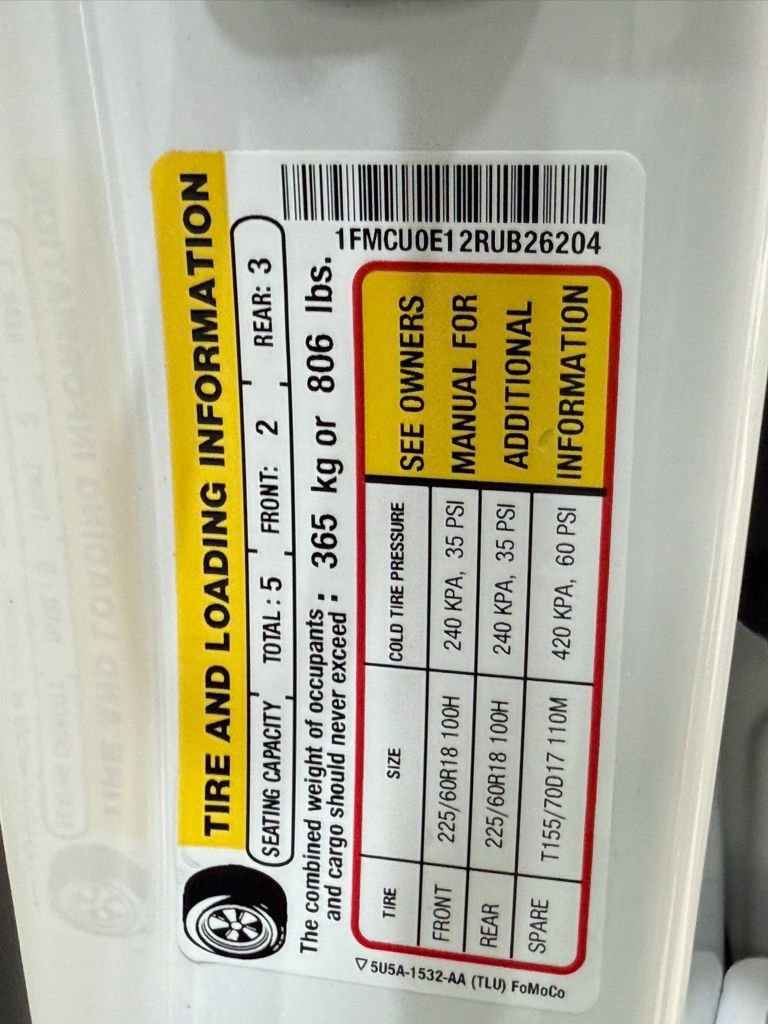 TIRE AND LOADING INFORMATION
SEATING CAPACITY TOTAL: 5 FRONT: 2 REAR: 3
The combined weight of occupants and cargo should never exceed : 365 kg or 806 lbs.
TIRE SIZE COLD TIRE PRESSURE
FRONT 225/60R18 100H 240 KPA, 35 PSI
REAR 225/60R18 100H 240 KPA, 35 PSI
SPARE T155/70D17 110M 420 KPA, 60 PSI
SEE OWNERS
MANUAL FOR
ADDITIONAL
INFORMATION
5U5A-1532-AA (TLU) FoMoCo
1FMCU0E12RUB26204